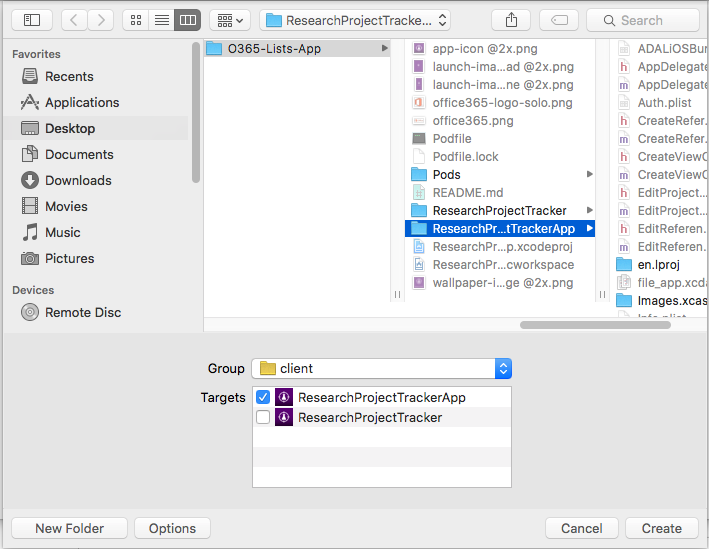 ResearchProjectTracke...
Search
Favorites
Recents
Applications
Desktop
Documents
Downloads
Movies
Music
Pictures
Devices
Remote Disc
O365-Lists-App
app-icon @2x.png
launch-ima...ad @2x.png
launch-ima...ne @2x.png
office365-logo-solo.png
office365.png
Podfile
Podfile.lock
Pods
README.md
ResearchProjectTracker
ResearchPr...tTrackerApp
ResearchPr...p.xcodeproj
ResearchPr...cworkspace
wallpaper-i...ge @2x.png
ADALiOSBun
AppDelegate
AppDelegate
Auth.plist
CreateRefer.
CreateRefer.
CreateViewC
CreateViewC
EditProject..
EditProject..
EditReferen.
EditReferen.
en.lproj
file_app.xcda
Images.xcas
Info.plist
Group
client
Targets
ResearchProjectTrackerApp
ResearchProjectTracker
New Folder
Options
Cancel
Create